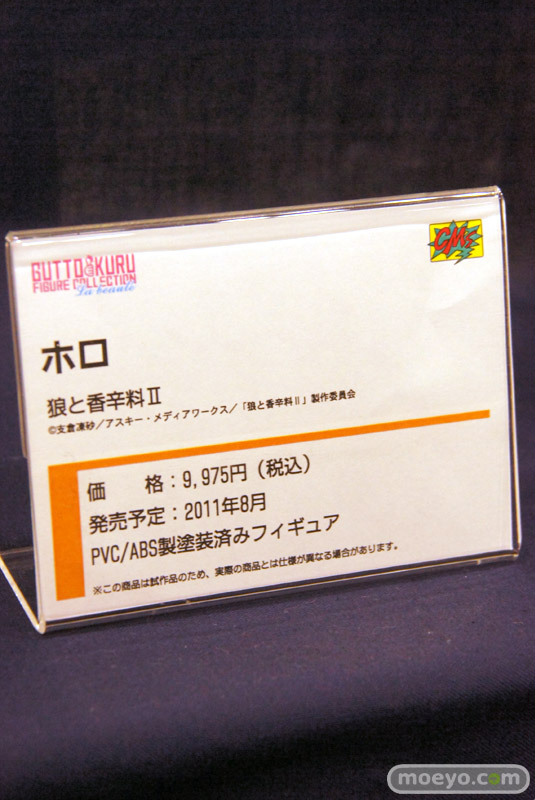 GUTTO KURU
FIGURE COLLECTION
La beauté
CM's
ホロ
狼と香辛料Ⅱ
©支倉凍砂／アスキー・メディアワークス／「狼と香辛料Ⅱ」製作委員会
価　　格：9,975円（税込）
発売予定：2011年8月
PVC/ABS製塗装済みフィギュア
※この商品は試作品のため、実際の商品とは仕様が異なる場合があります。
moeyo.com